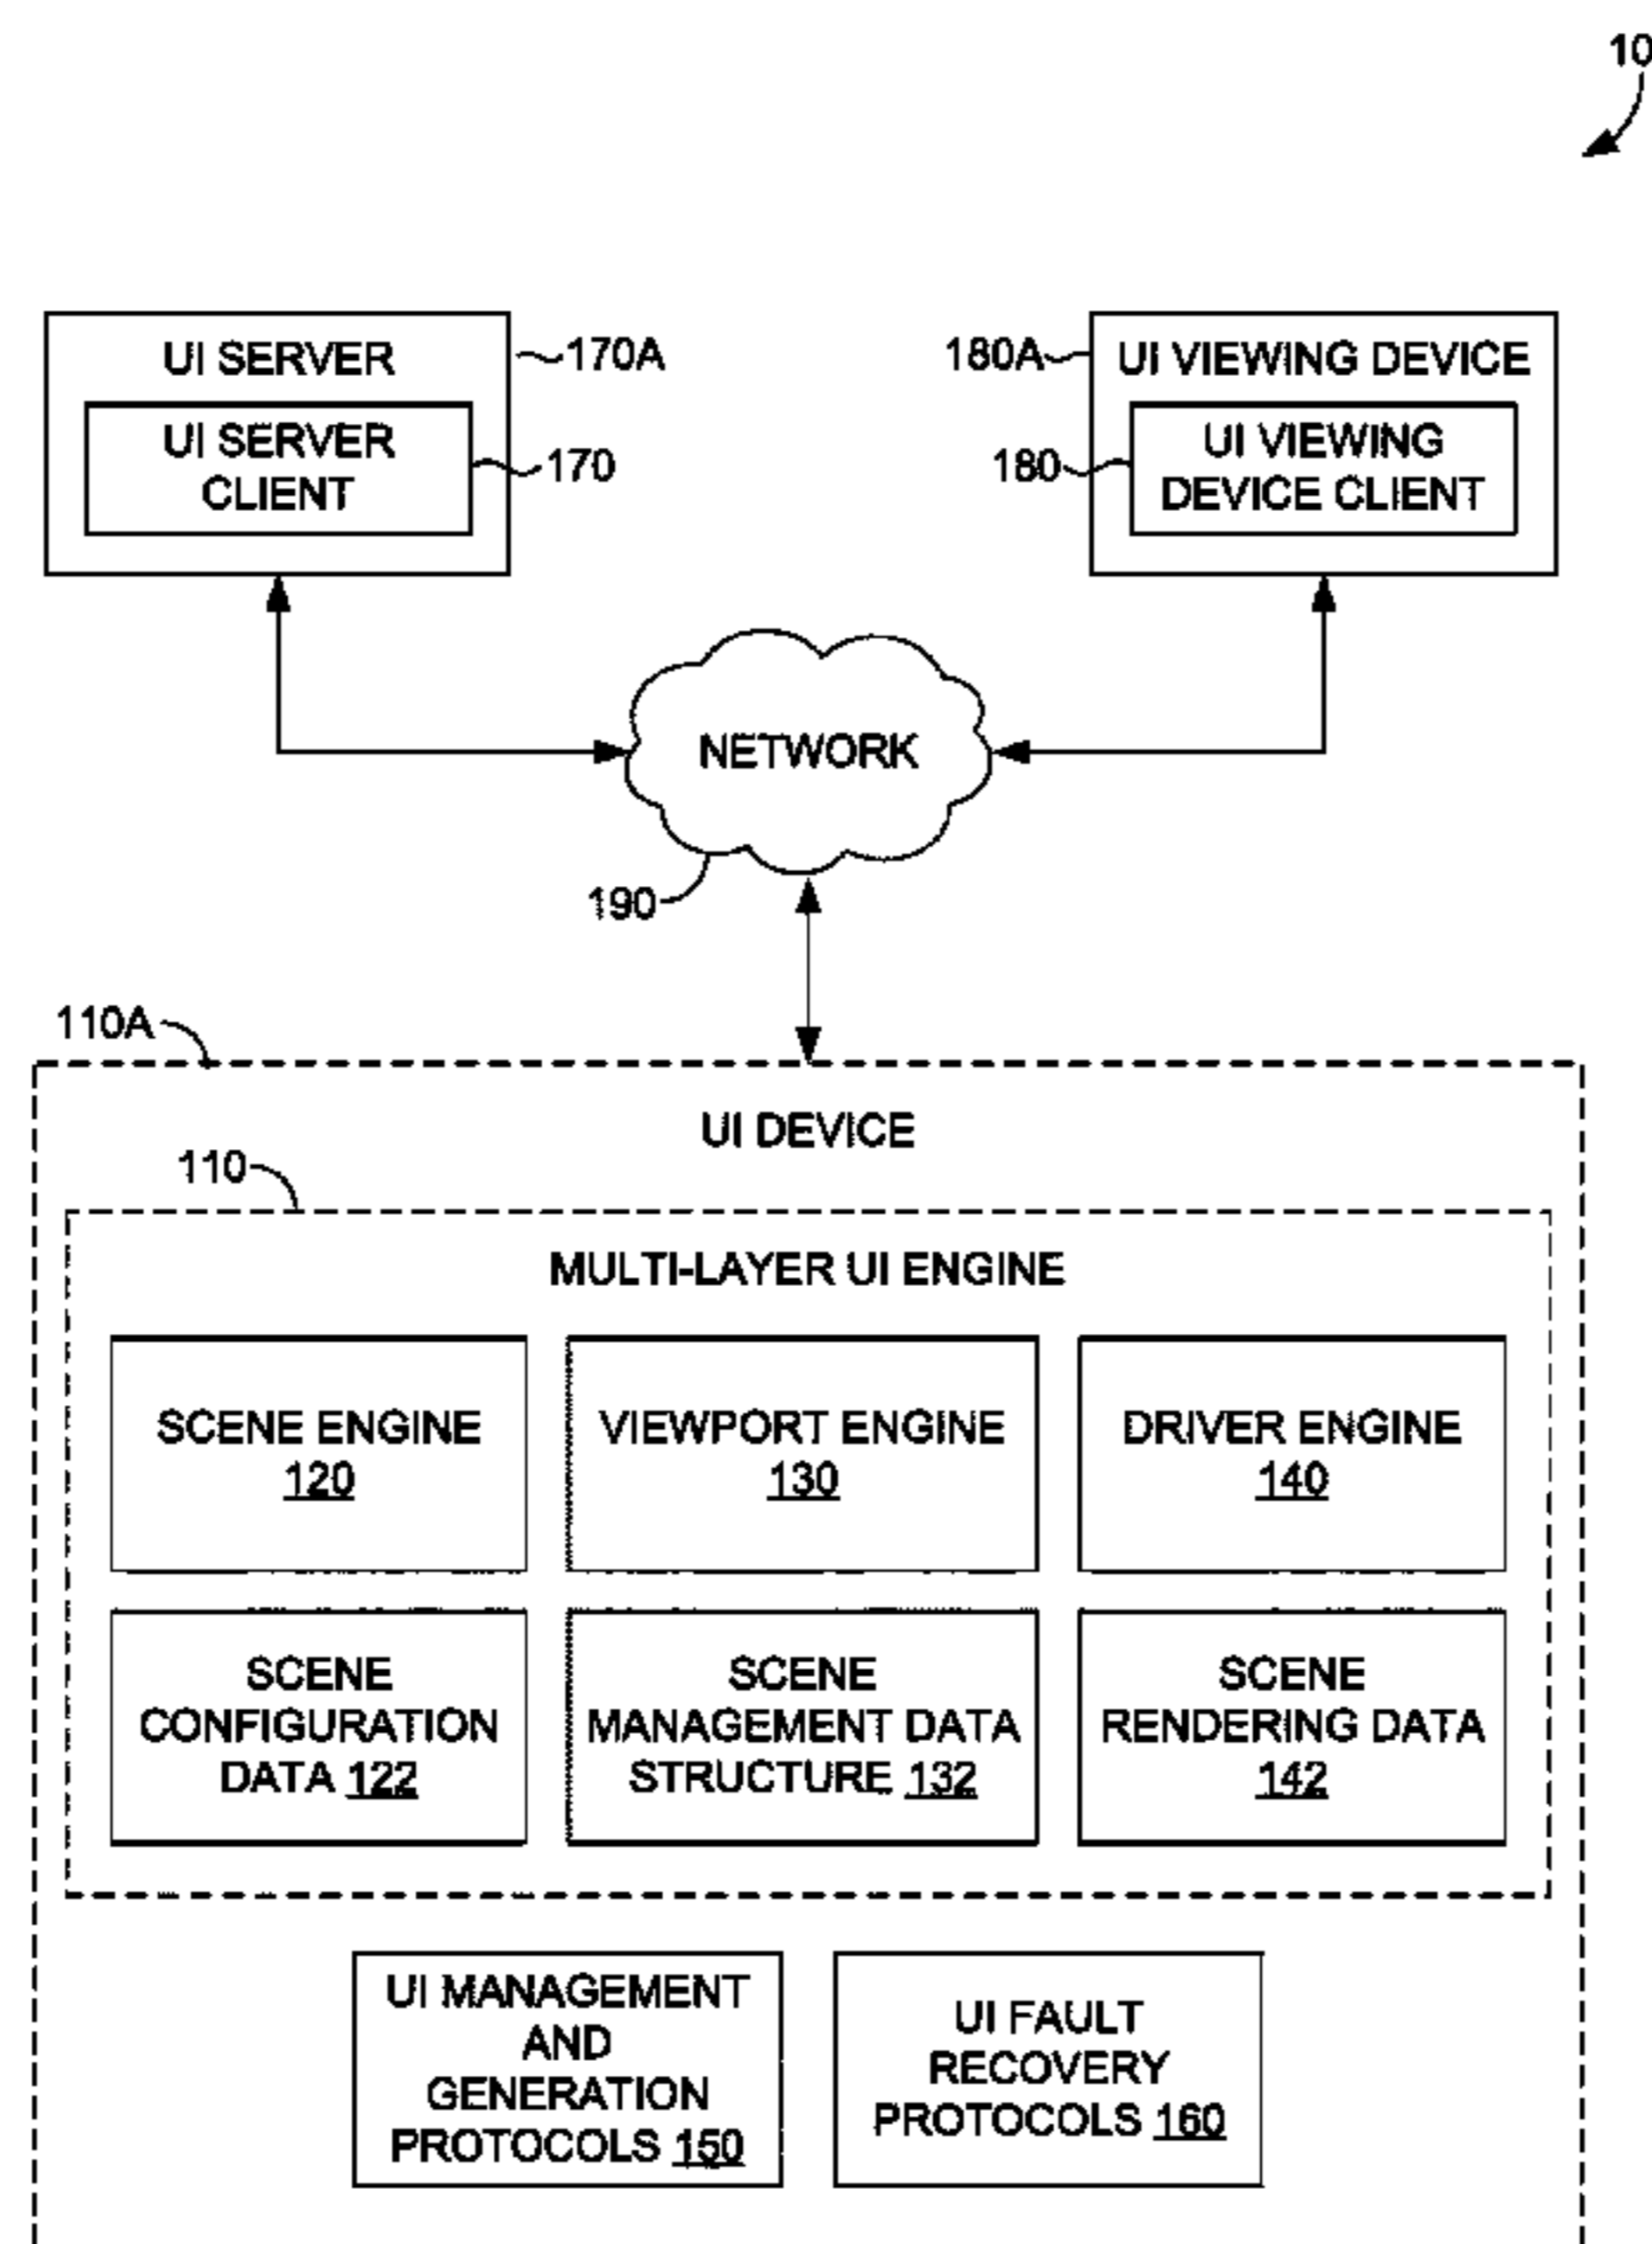 10
UI SERVER
170A
UI SERVER
CLIENT
170
180A
UI VIEWING DEVICE
180
UI VIEWING
DEVICE CLIENT
NETWORK
190
110A
UI DEVICE
110
MULTI-LAYER UI ENGINE
SCENE ENGINE
120
VIEWPORT ENGINE
130
DRIVER ENGINE
140
SCENE
CONFIGURATION
DATA 122
SCENE
MANAGEMENT DATA
STRUCTURE 132
SCENE
RENDERING DATA
142
UI MANAGEMENT
AND
GENERATION
PROTOCOLS 150
UI FAULT
RECOVERY
PROTOCOLS 160